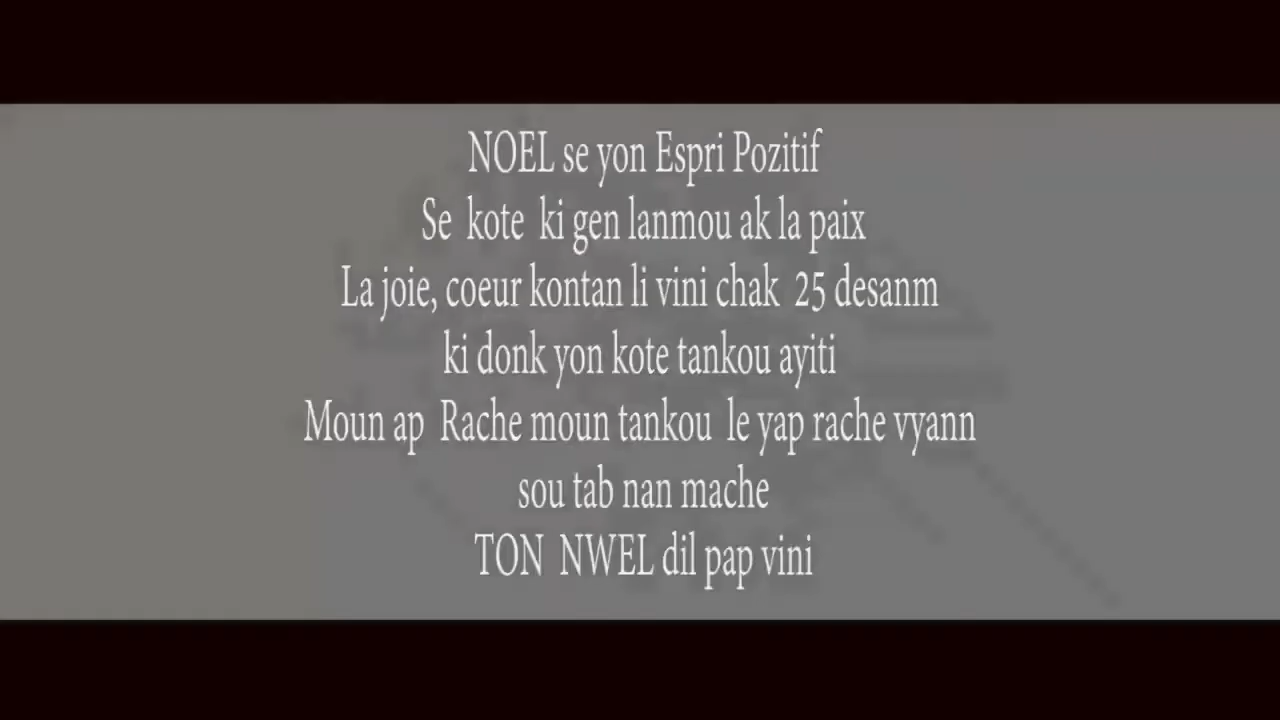 NOEL se yon Espri Pozitif
Se kote ki gen lanmou ak la paix
La joie, coeur kontan li vini chak 25 desanm
ki donk yon kote tankou ayiti
Moun ap Rache moun tankou le yap rache vyann
sou tab nan mache
TON NWEL dil pap vini